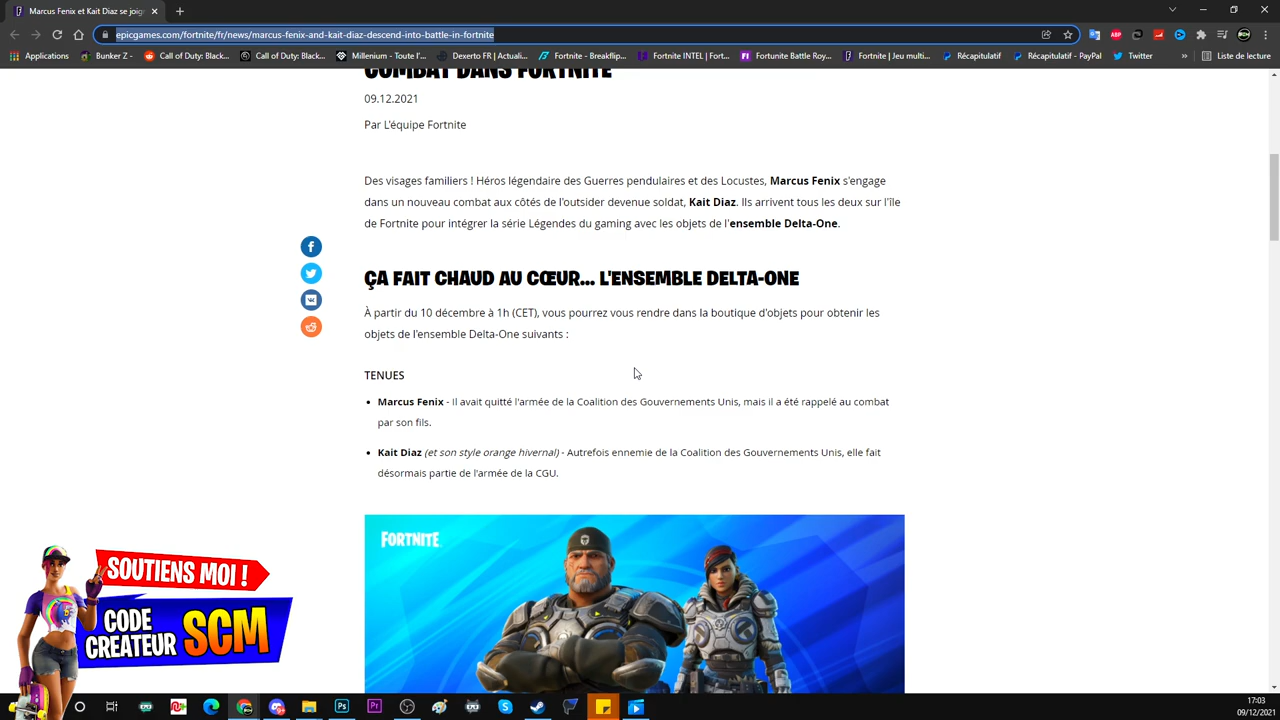 Marcus Fenix et Kait Diaz se joig
epicgames.com/fortnite/fr/news/marcus-fenix-and-kait-diaz-descend-into-battle-in-fortnite
Applications
Bunker Z -
Call of Duty: Black...
Call of Duty: Black...
Millenium - Toute l'...
Dexerto FR | Actuali...
Fortnite - Breakflip...
Fortnite INTEL | Fort...
Fortunite Battle Roy...
Fortnite | Jeu multi...
Récapitulatif
Récapitulatif - PayPal
Twitter
»
Liste de lecture
COMBAT DANS FORTNITE
09.12.2021
Par L'équipe Fortnite
Des visages familiers ! Héros légendaire des Guerres pendulaires et des Locustes, Marcus Fenix s'engage
dans un nouveau combat aux côtés de l'outsider devenue soldat, Kait Diaz. Ils arrivent tous les deux sur l'île
de Fortnite pour intégrer la série Légendes du gaming avec les objets de l'ensemble Delta-One.
ÇA FAIT CHAUD AU CŒUR... L'ENSEMBLE DELTA-ONE
À partir du 10 décembre à 1h (CET), vous pourrez vous rendre dans la boutique d'objets pour obtenir les
objets de l'ensemble Delta-One suivants :
TENUES
• Marcus Fenix - Il avait quitté l'armée de la Coalition des Gouvernements Unis, mais il a été rappelé au combat
par son fils.
• Kait Diaz (et son style orange hivernal) - Autrefois ennemie de la Coalition des Gouvernements Unis, elle fait
désormais partie de l'armée de la CGU.
FORTNITE
SOUTIENS MOI !
CODE
CREATEUR SCM
17:03
09/12/2021